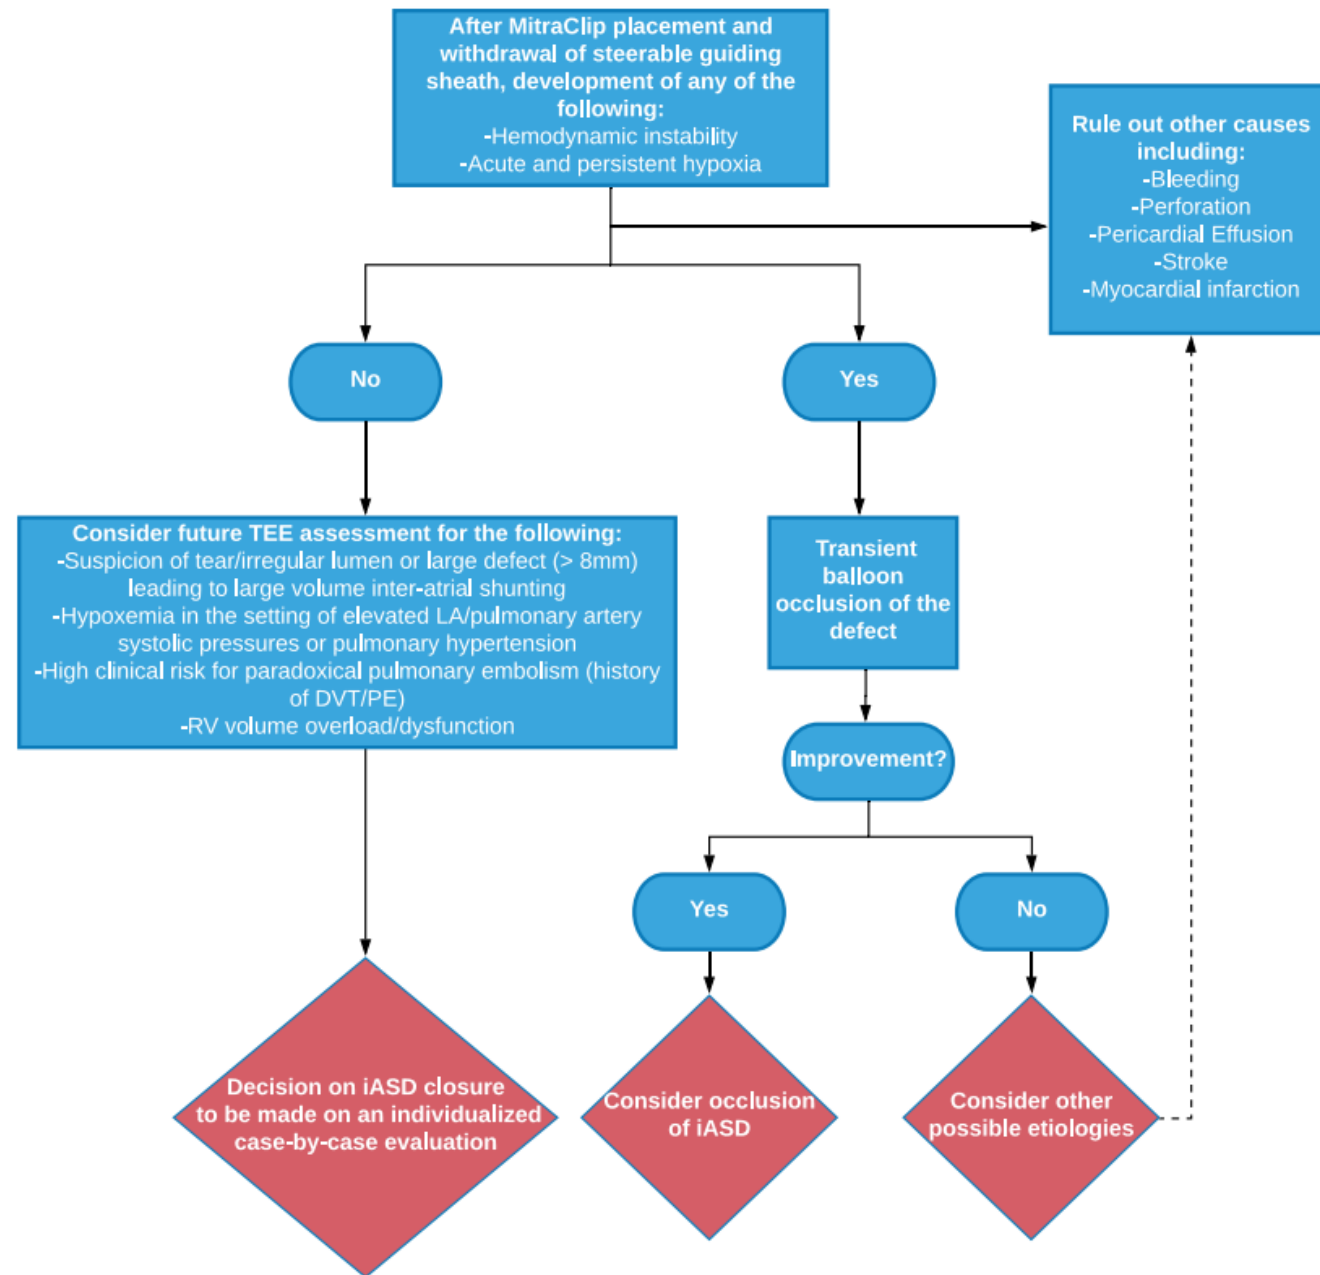 After MitraClip placement and
withdrawal of steerable guiding
sheath, development of any of the
following:
-Hemodynamic instability
-Acute and persistent hypoxia
Rule out other causes
including:
-Bleeding
-Perforation
-Pericardial Effusion
-Stroke
-Myocardial infarction
No
Yes
Consider future TEE assessment for the following:
-Suspicion of tear/irregular lumen or large defect (> 8mm)
leading to large volume inter-atrial shunting
-Hypoxemia in the setting of elevated LA/pulmonary artery
systolic pressures or pulmonary hypertension
-High clinical risk for paradoxical pulmonary embolism (history
of DVT/PE)
-RV volume overload/dysfunction
Transient
balloon
occlusion of the
defect
Improvement?
Yes
No
Decision on iASD closure
to be made on an individualized
case-by-case evaluation
Consider occlusion
of iASD
Consider other
possible etiologies